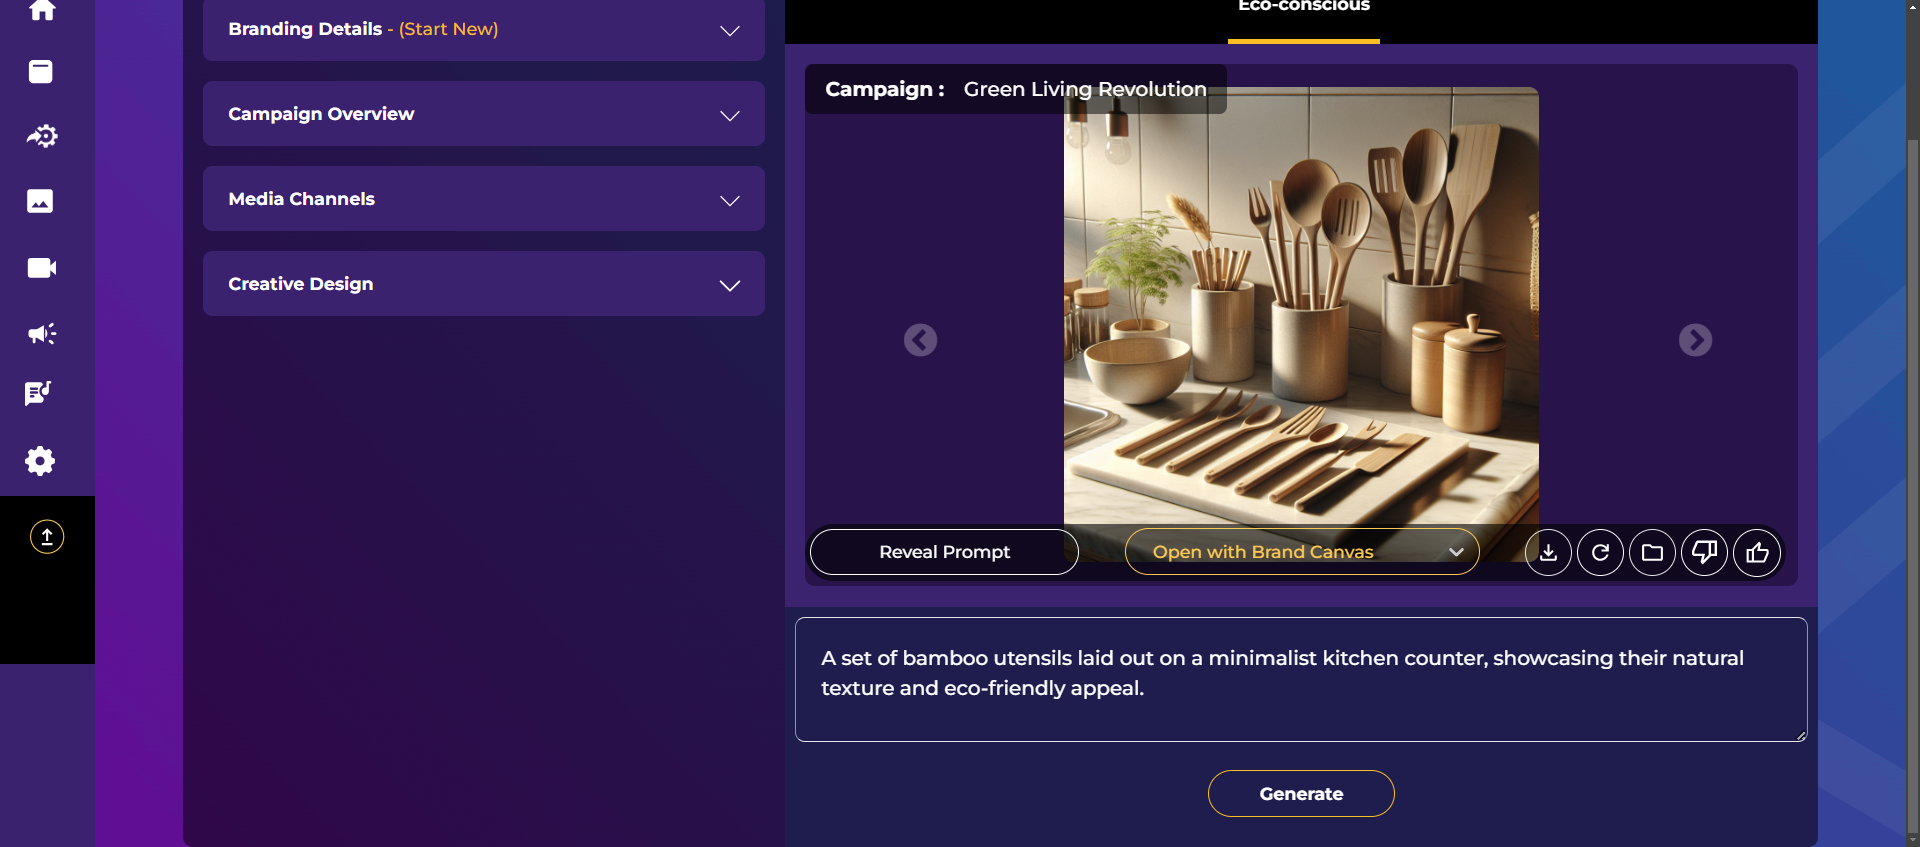 Branding Details - (Start New)
Campaign Overview
Media Channels
Creative Design
Eco-conscious
Campaign : Green Living Revolution
Reveal Prompt
Open with Brand Canvas
A set of bamboo utensils laid out on a minimalist kitchen counter, showcasing their natural
texture and eco-friendly appeal.
Generate